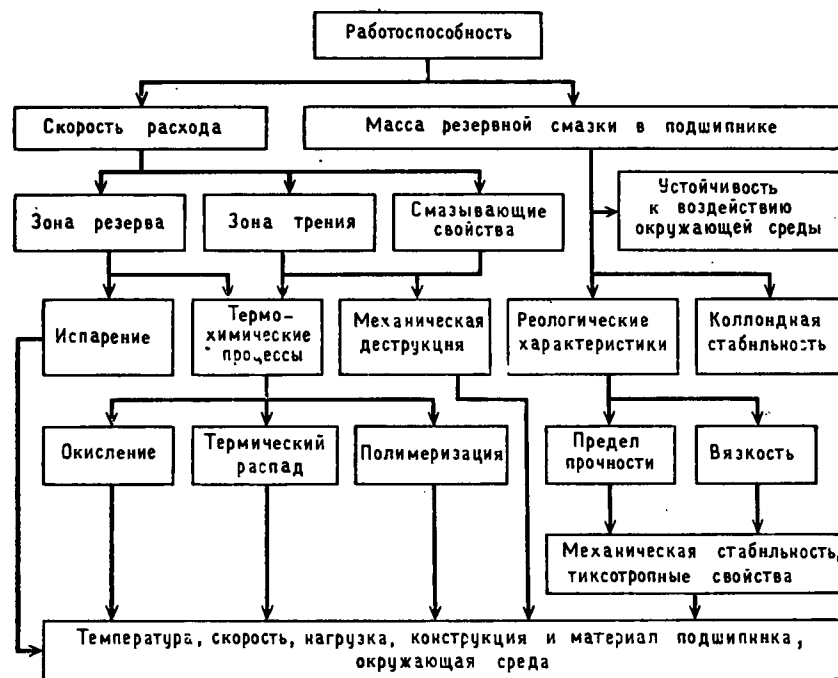 Работоспособность
Скорость расхода
Масса резервной смазки в подшипнике
Зона резерва
Зона трения
Смазывающие
свойства
Устойчивость
к воздействию
окружающей среды
Испарение
Термо-
химические
процессы
Механическая
деструкция
Реологические
характеристики
Коллондная
стабнльность
Окисление
Термический
распад
Полимеризация
Предел
прочности
Вязкость
Механическая стабнльность,
тиксотропные свойства
Температура, скорость, нагрузка, конструкция и материал подшипника,
окружающая среда